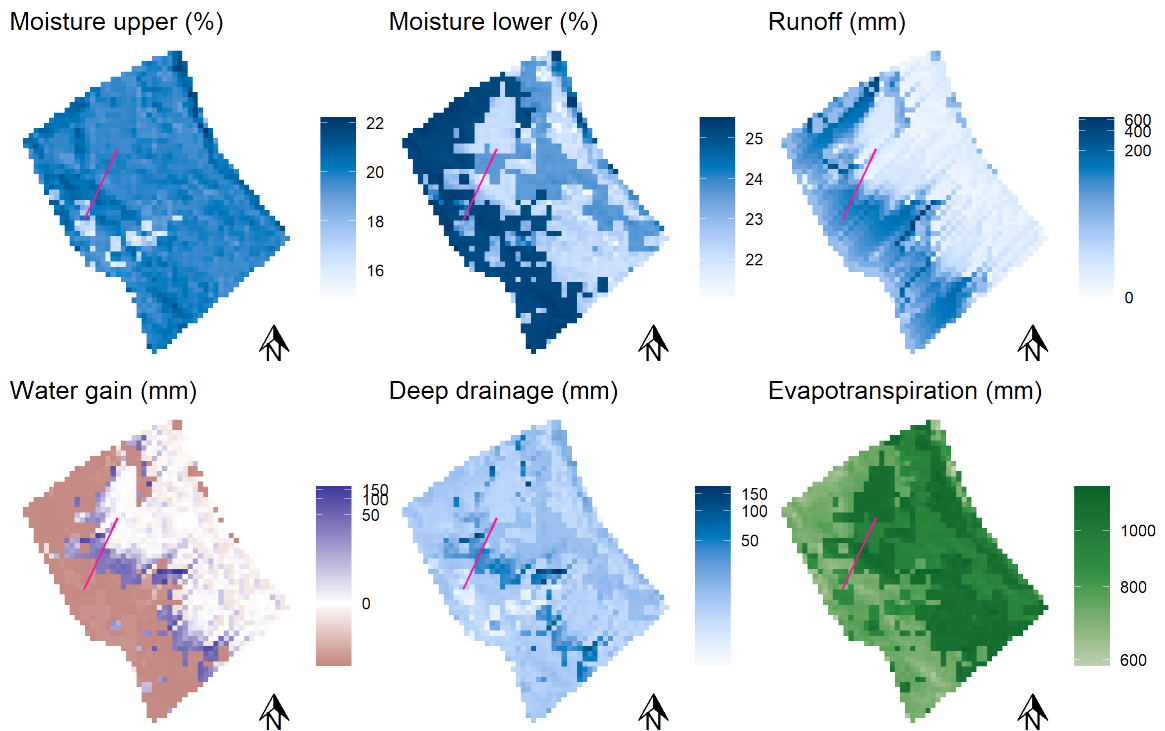 Moisture upper (%)
22
20
18
16
N
Moisture lower (%)
25
24
23
22
N
Runoff (mm)
600
400
200
0
N
Water gain (mm)
150
100
50
0
N
Deep drainage (mm)
150
100
50
N
Evapotranspiration (mm)
1000
800
600
N